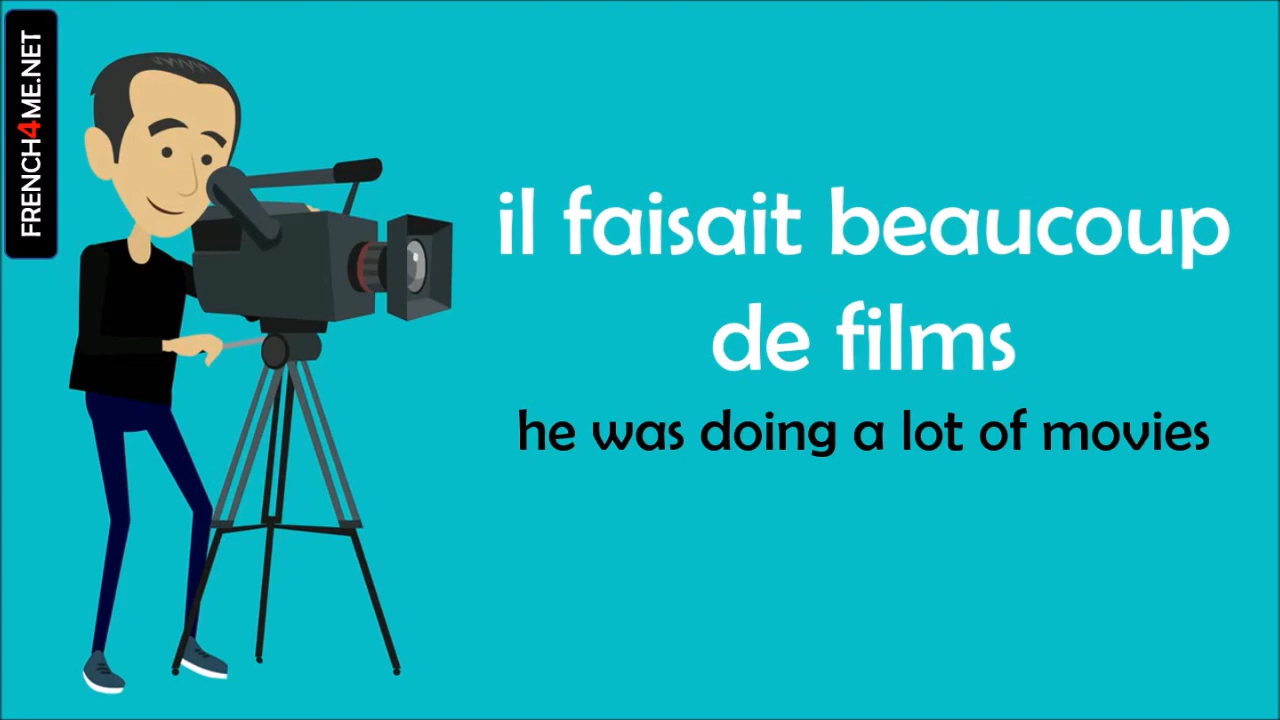 FRENCH4ME.NET
il faisait beaucoup
de films
he was doing a lot of movies